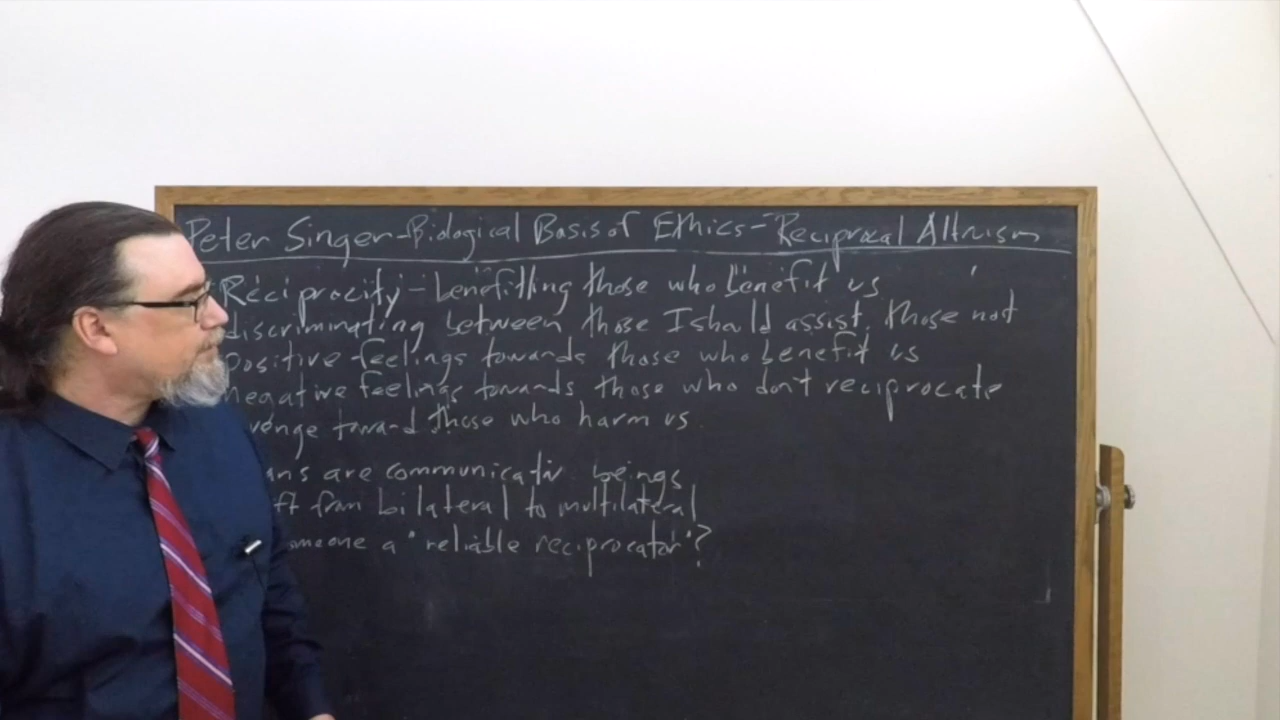 Peter Singer - Biological Basis of Ethics - Reciprocal Altruism
Reciprocity - benefitting those who benefit us
discriminating between those I should assist, those not
positive feelings towards those who benefit us
negative feelings towards those who don't reciprocate
venge toward those who harm us
ans are communicativ beings
ft from bilateral to multilateral
omeone a "reliable reciprocator"?